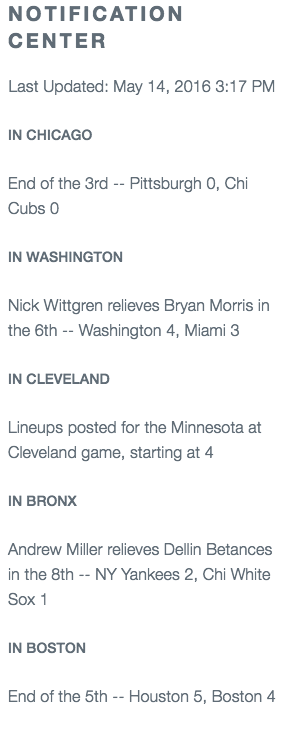 NOTIFICATION
CENTER
Last Updated: May 14, 2016 3:17 PM
IN CHICAGO
End of the 3rd -- Pittsburgh 0, Chi
Cubs 0
IN WASHINGTON
Nick Wittgren relieves Bryan Morris in
the 6th -- Washington 4, Miami 3
IN CLEVELAND
Lineups posted for the Minnesota at
Cleveland game, starting at 4
IN BRONX
Andrew Miller relieves Dellin Betances
in the 8th -- NY Yankees 2, Chi White
Sox 1
IN BOSTON
End of the 5th -- Houston 5, Boston 4